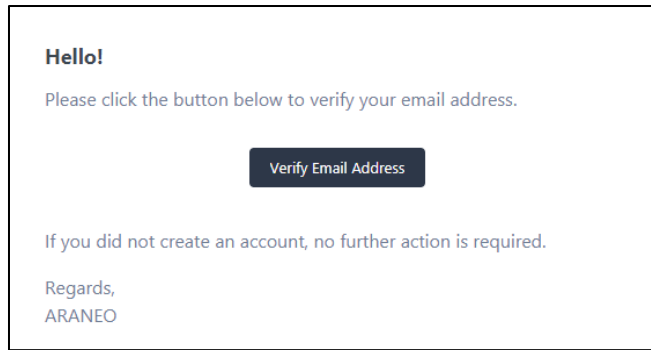 Hello!
Please click the button below to verify your email address.
Verify Email Address
If you did not create an account, no further action is required.
Regards,
ARANEO